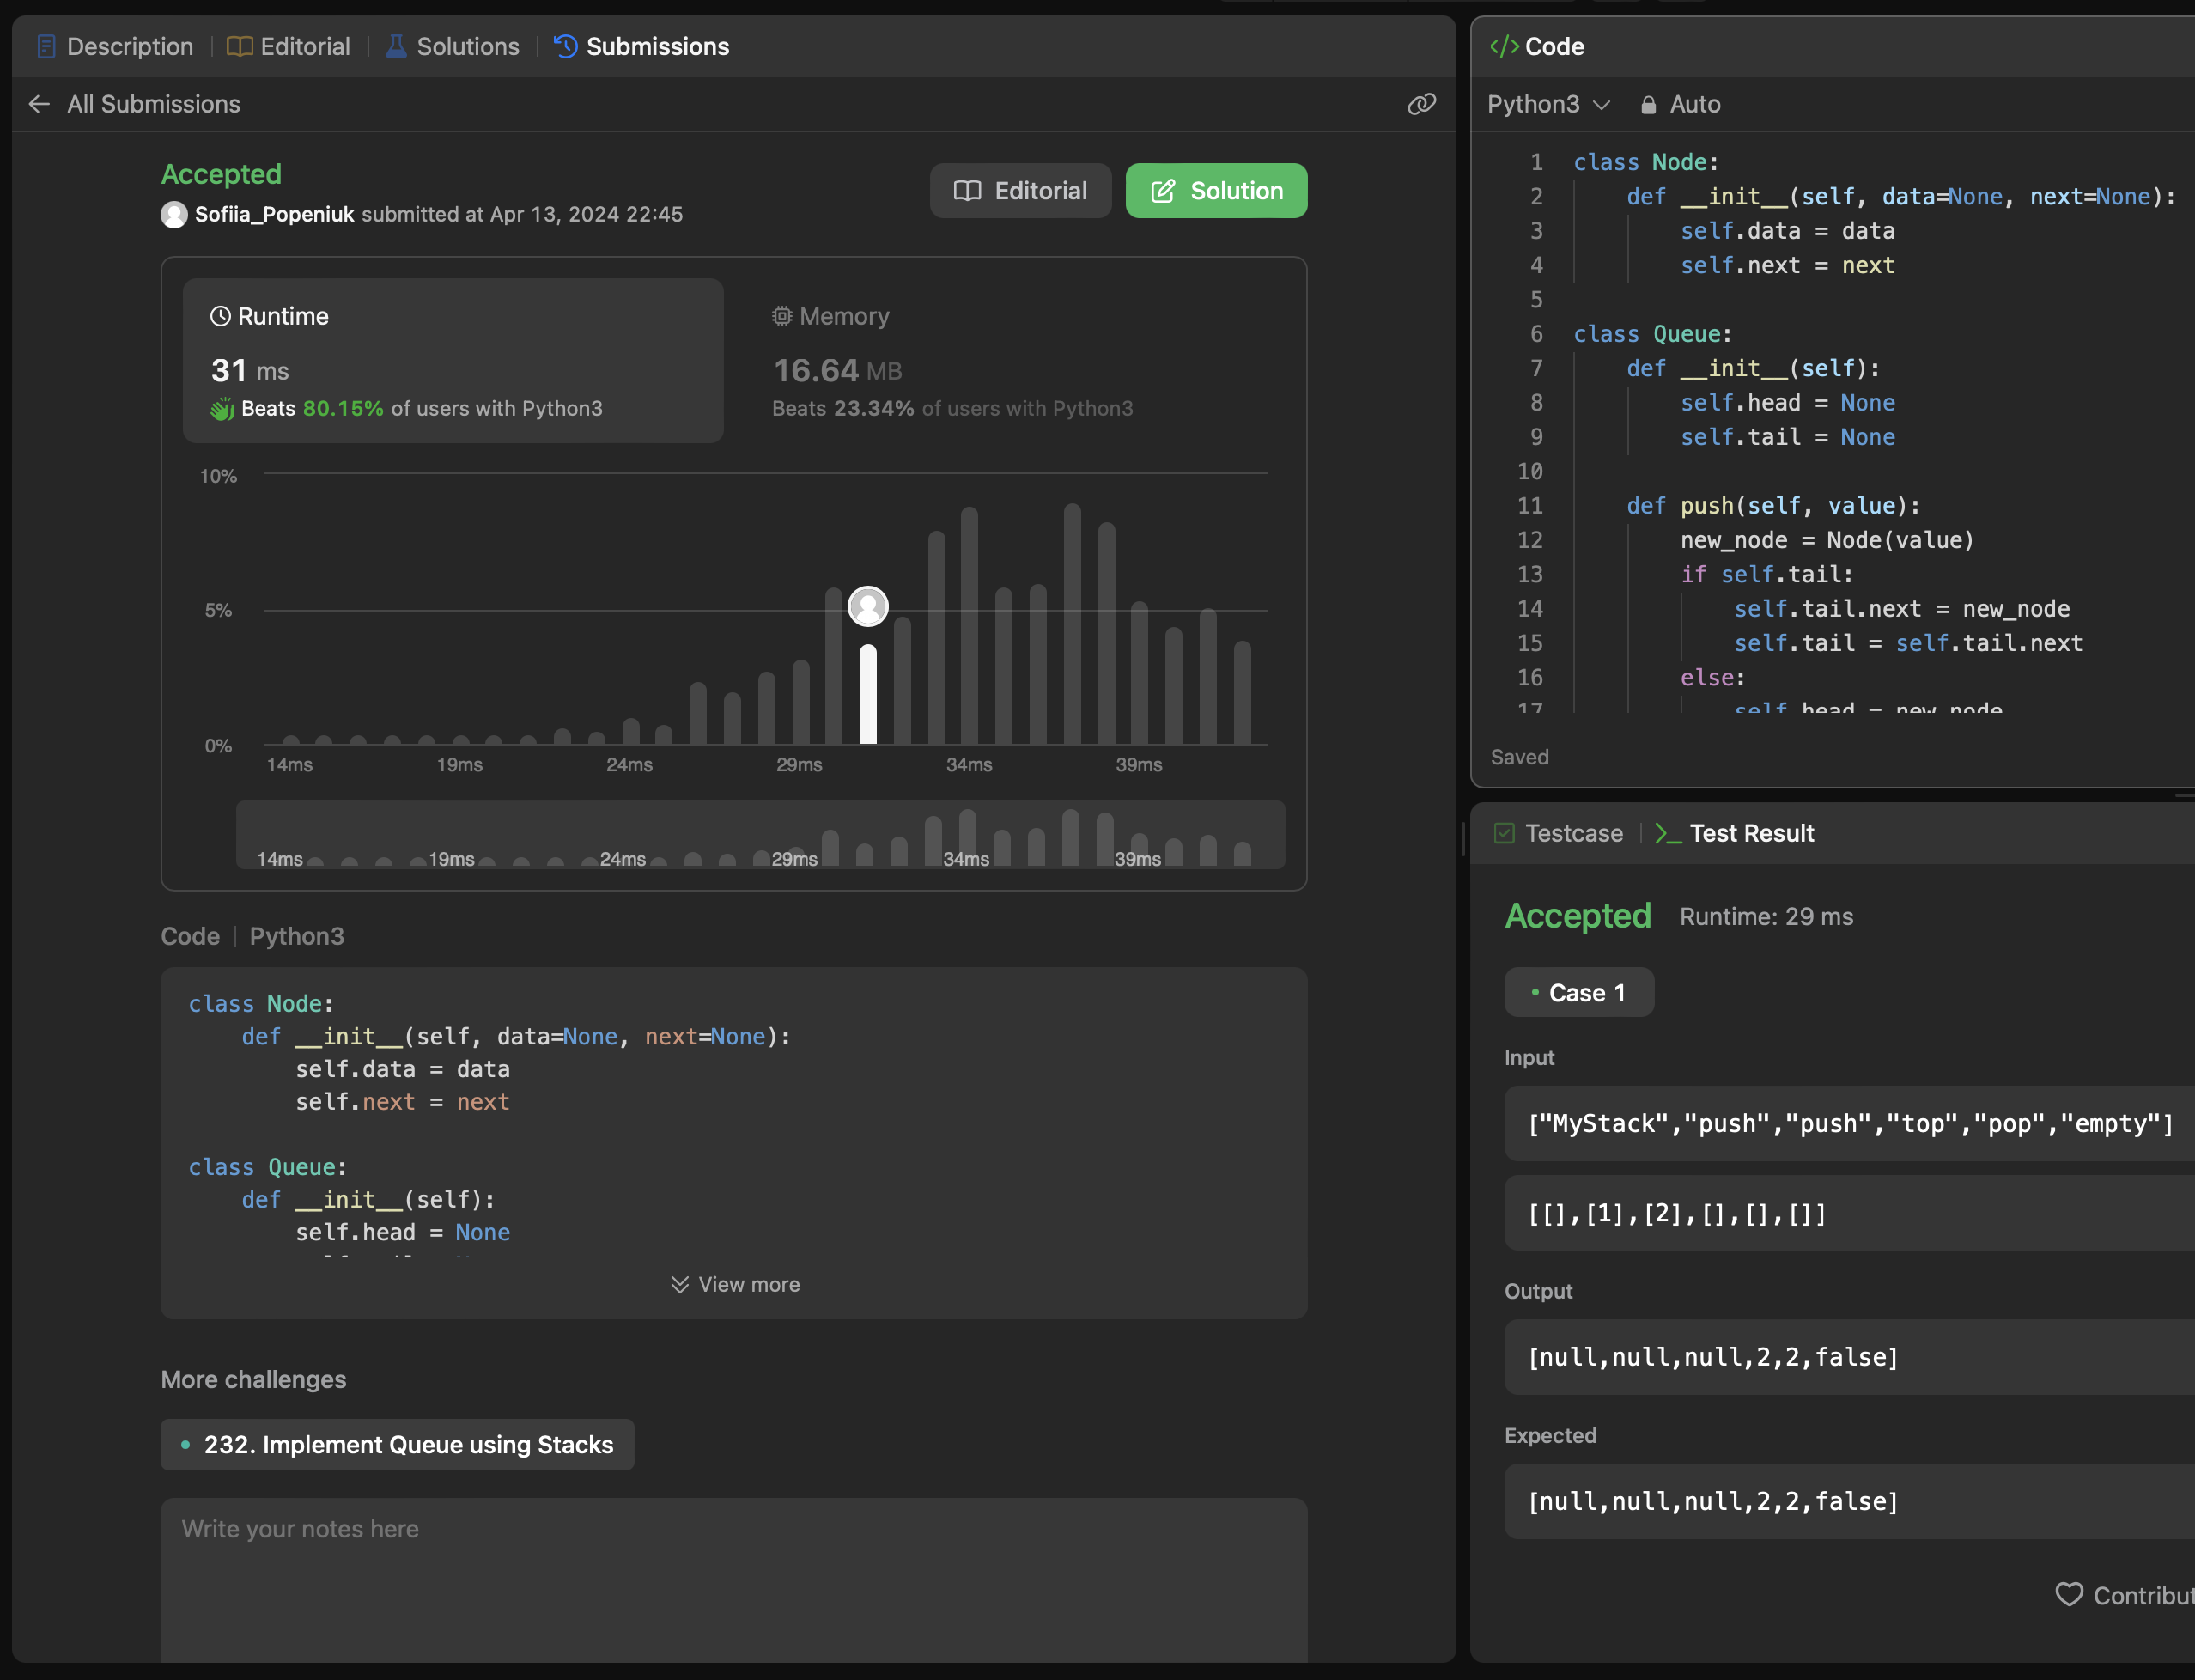 Description | Editorial | Solutions | Submissions
All Submissions
Accepted
Sofiia_Popeniuk submitted at Apr 13, 2024 22:45
Editorial
Solution
Runtime
31 ms
Beats 80.15% of users with Python3
Memory
16.64 MB
Beats 23.34% of users with Python3
10%
5%
0%
14ms 19ms 24ms 29ms 34ms 39ms
14ms 19ms 24ms 29ms 34ms 39ms
Code | Python3
class Node:
    def __init__(self, data=None, next=None):
        self.data = data
        self.next = next
class Queue:
    def __init__(self):
        self.head = None
View more
More challenges
232. Implement Queue using Stacks
Write your notes here
</> Code
Python3 Auto
1 class Node:
2     def __init__(self, data=None, next=None):
3         self.data = data
4         self.next = next
5
6 class Queue:
7     def __init__(self):
8         self.head = None
9         self.tail = None
10
11     def push(self, value):
12         new_node = Node(value)
13         if self.tail:
14             self.tail.next = new_node
15             self.tail = self.tail.next
16         else:
17             self.head = new_node
Saved
Testcase | Test Result
Accepted Runtime: 29 ms
Case 1
Input
["MyStack","push","push","top","pop","empty"]
[[],[1],[2],[],[],[]]
Output
[null,null,null,2,2,false]
Expected
[null,null,null,2,2,false]
Contribut